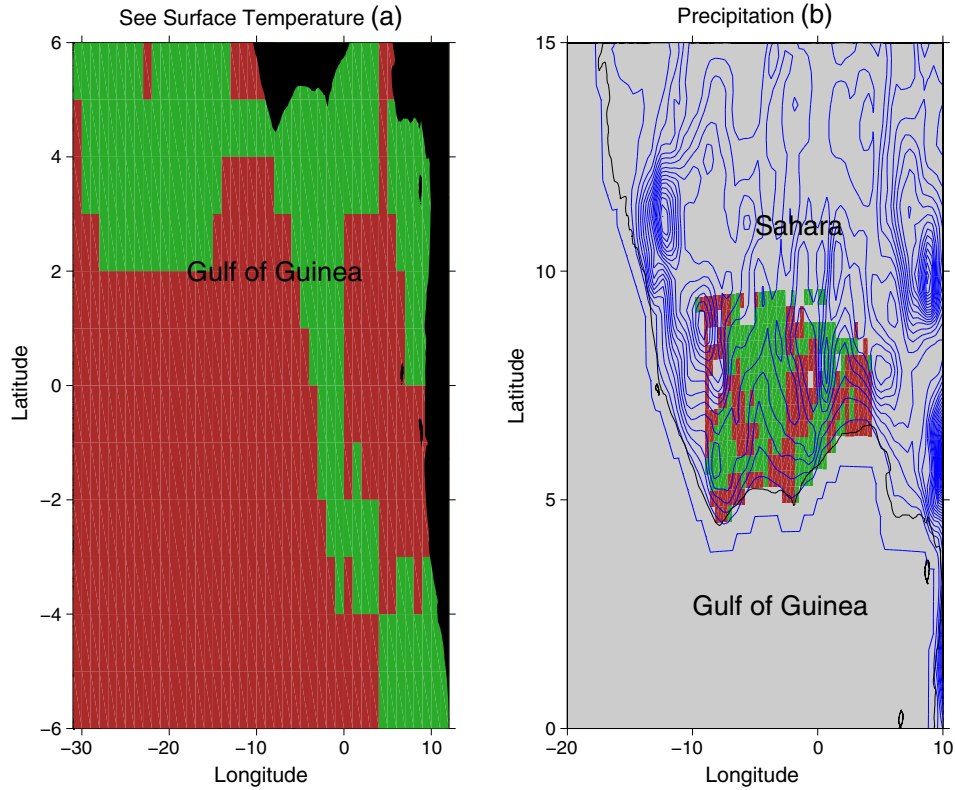 See Surface Temperature (a)
6
4
2
0
−2
−4
−6
Latitude
−30
−20
−10
0
10
Longitude
Gulf of Guinea
Precipitation (b)
15
10
5
0
Latitude
−20
−10
0
10
Longitude
Sahara
Gulf of Guinea